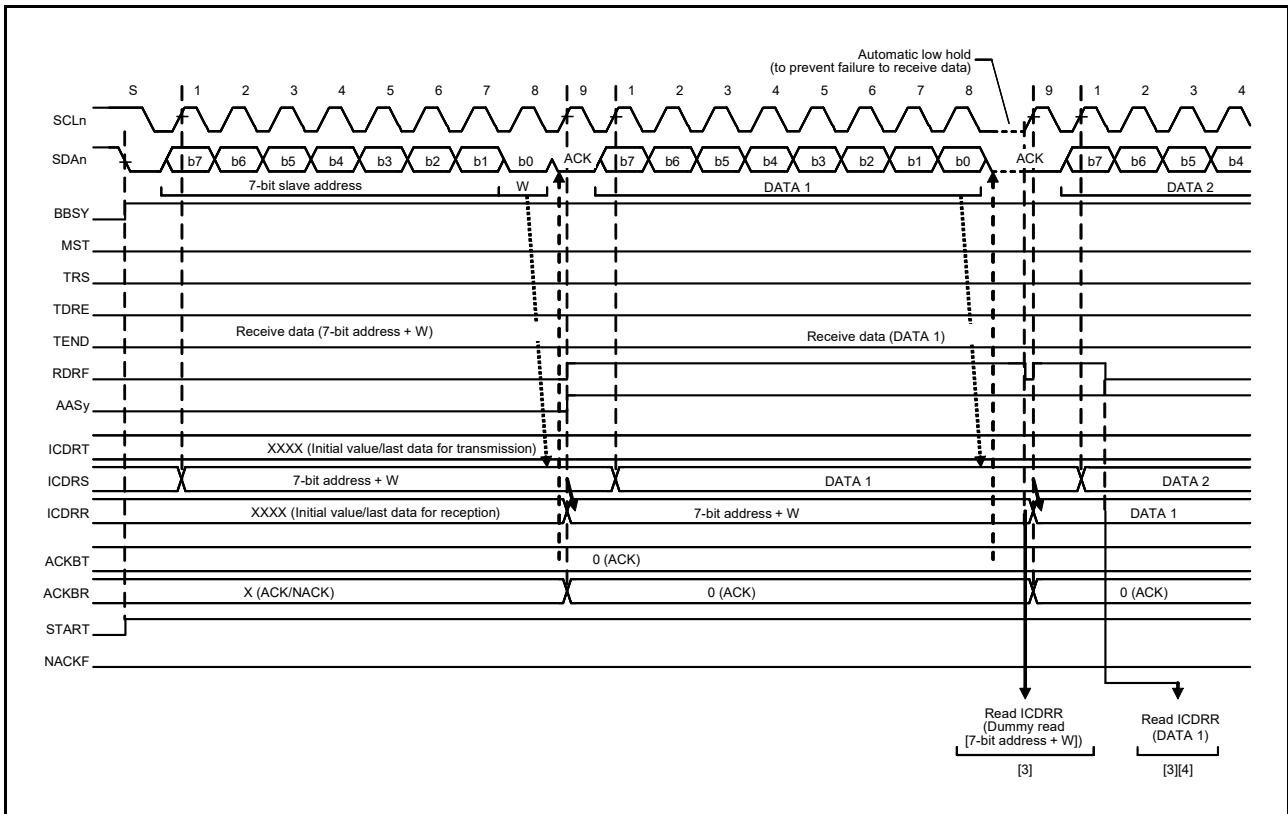 Automatic low hold
(to prevent failure to receive data)
S 1 2 3 4 5 6 7 8 9 1 2 3 4 5 6 7 8 9 1 2 3 4
SCLn
SDAn b7 b6 b5 b4 b3 b2 b1 b0 ACK b7 b6 b5 b4 b3 b2 b1 b0 ACK b7 b6 b5 b4
7-bit slave address W DATA 1 DATA 2
BBSY
MST
TRS
TDRE
Receive data (7-bit address + W) Receive data (DATA 1)
TEND
RDRF
AASy
ICDRT XXXX (Initial value/last data for transmission)
ICDRS 7-bit address + W DATA 1 DATA 2
ICDRR XXXX (Initial value/last data for reception) 7-bit address + W DATA 1
ACKBT 0 (ACK)
ACKBR X (ACK/NACK) 0 (ACK) 0 (ACK)
START
NACKF
Read ICDRR
(Dummy read
[7-bit address + W])
[3]
Read ICDRR
(DATA 1)
[3][4]